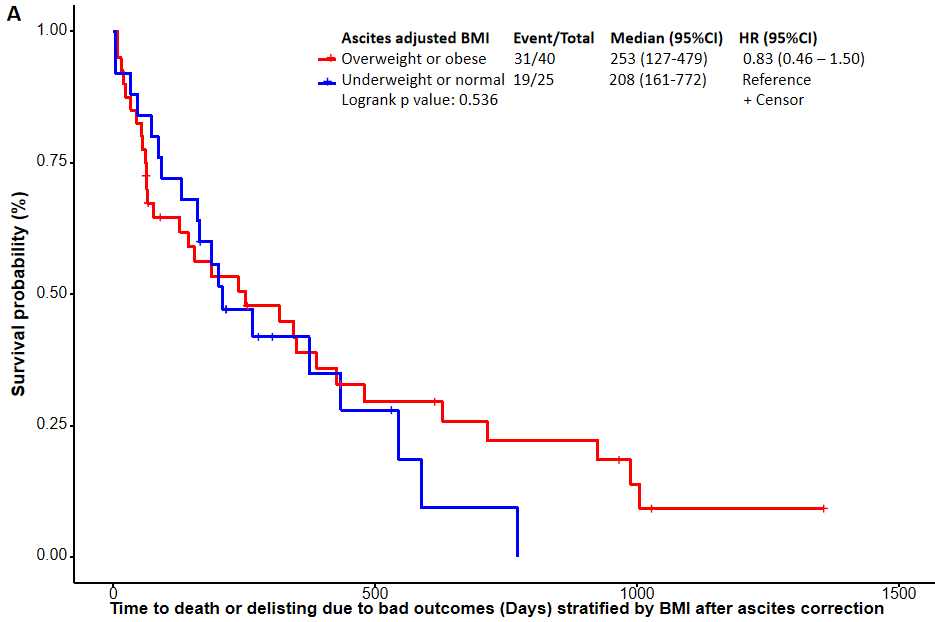 A
Ascites adjusted BMI Event/Total Median (95%CI) HR (95%CI)
Overweight or obese 31/40 253 (127-479) 0.83 (0.46 – 1.50)
Underweight or normal 19/25 208 (161-772) Reference
Logrank p value: 0.536 + Censor
Survival probability (%)
1.00
0.75
0.50
0.25
0.00
0 500 1000 1500
Time to death or delisting due to bad outcomes (Days) stratified by BMI after ascites correction